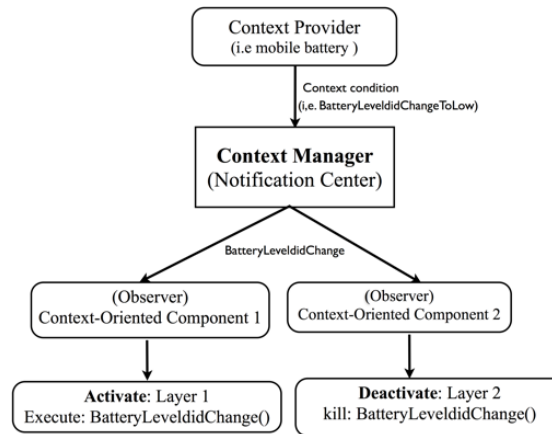 Context Provider
(i.e mobile battery )
Context condition
(i,e. BatteryLeveldidChangeToLow)
Context Manager
(Notification Center)
BatteryLeveldidChange
(Observer)
Context-Oriented Component 1
(Observer)
Context-Oriented Component 2
Activate: Layer 1
Execute: BatteryLeveldidChange()
Deactivate: Layer 2
kill: BatteryLeveldidChange()